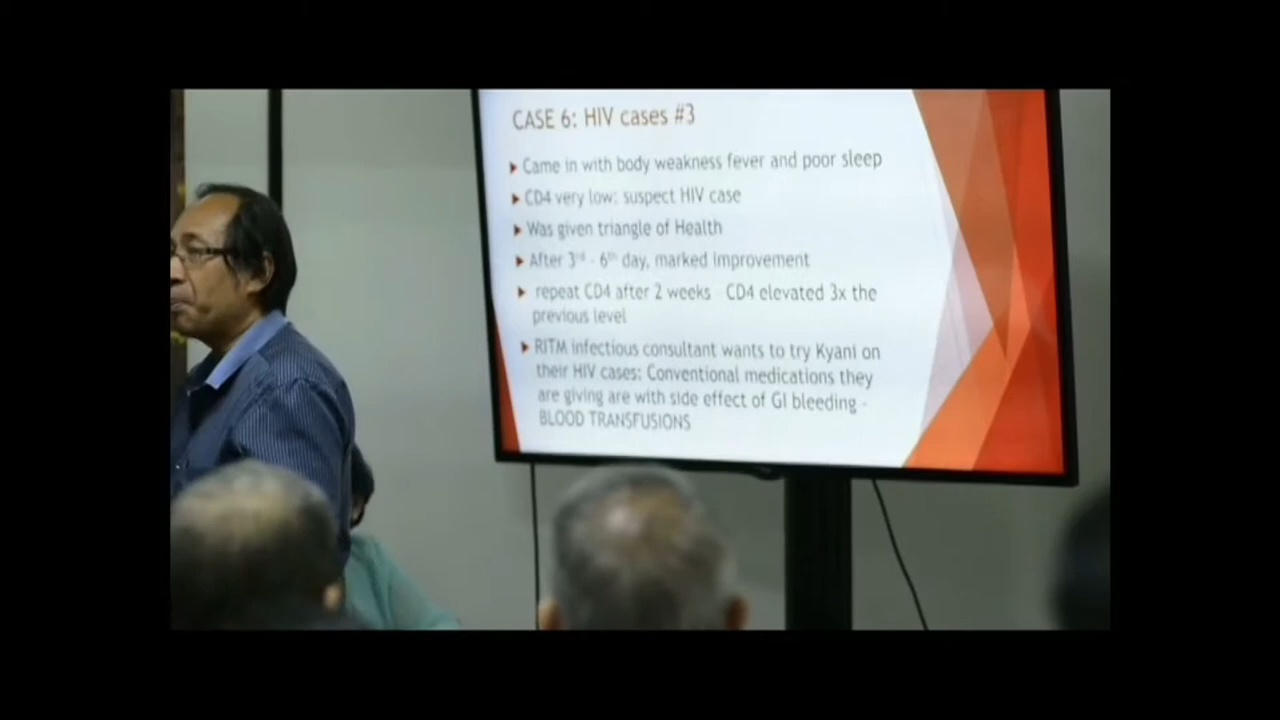 CASE 6: HIV cases #3
Came in with body weakness fever and poor sleep
CD4 very low: suspect HIV case
Was given triangle of Health
After 3rd - 6th day, marked improvement
repeat CD4 after 2 weeks - CD4 elevated 3x the
previous level
RITM infectious consultant wants to try Kyani on
their HIV cases: Conventional medications they
are giving are with side effect of GI bleeding -
BLOOD TRANSFUSIONS